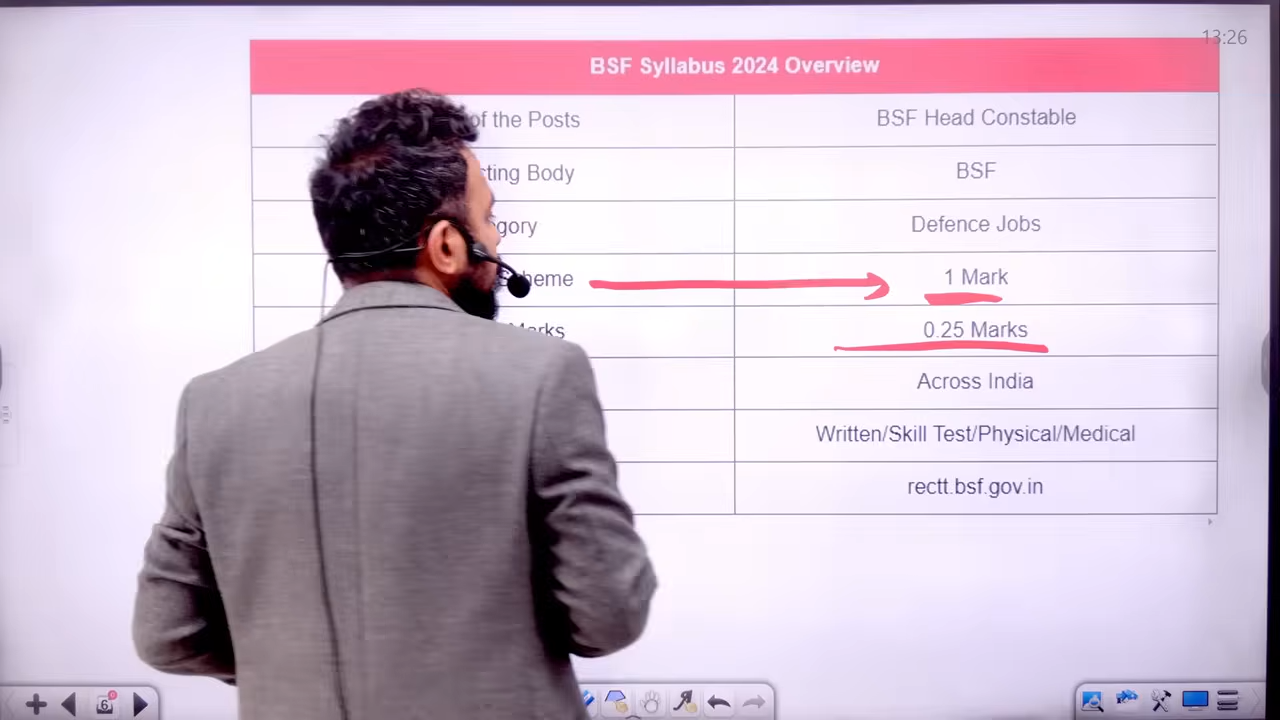 13:26
BSF Syllabus 2024 Overview
of the Posts BSF Head Constable
cting Body BSF
gory Defence Jobs
Scheme 1 Mark
Marks 0.25 Marks
Across India
Written/Skill Test/Physical/Medical
rectt.bsf.gov.in
6